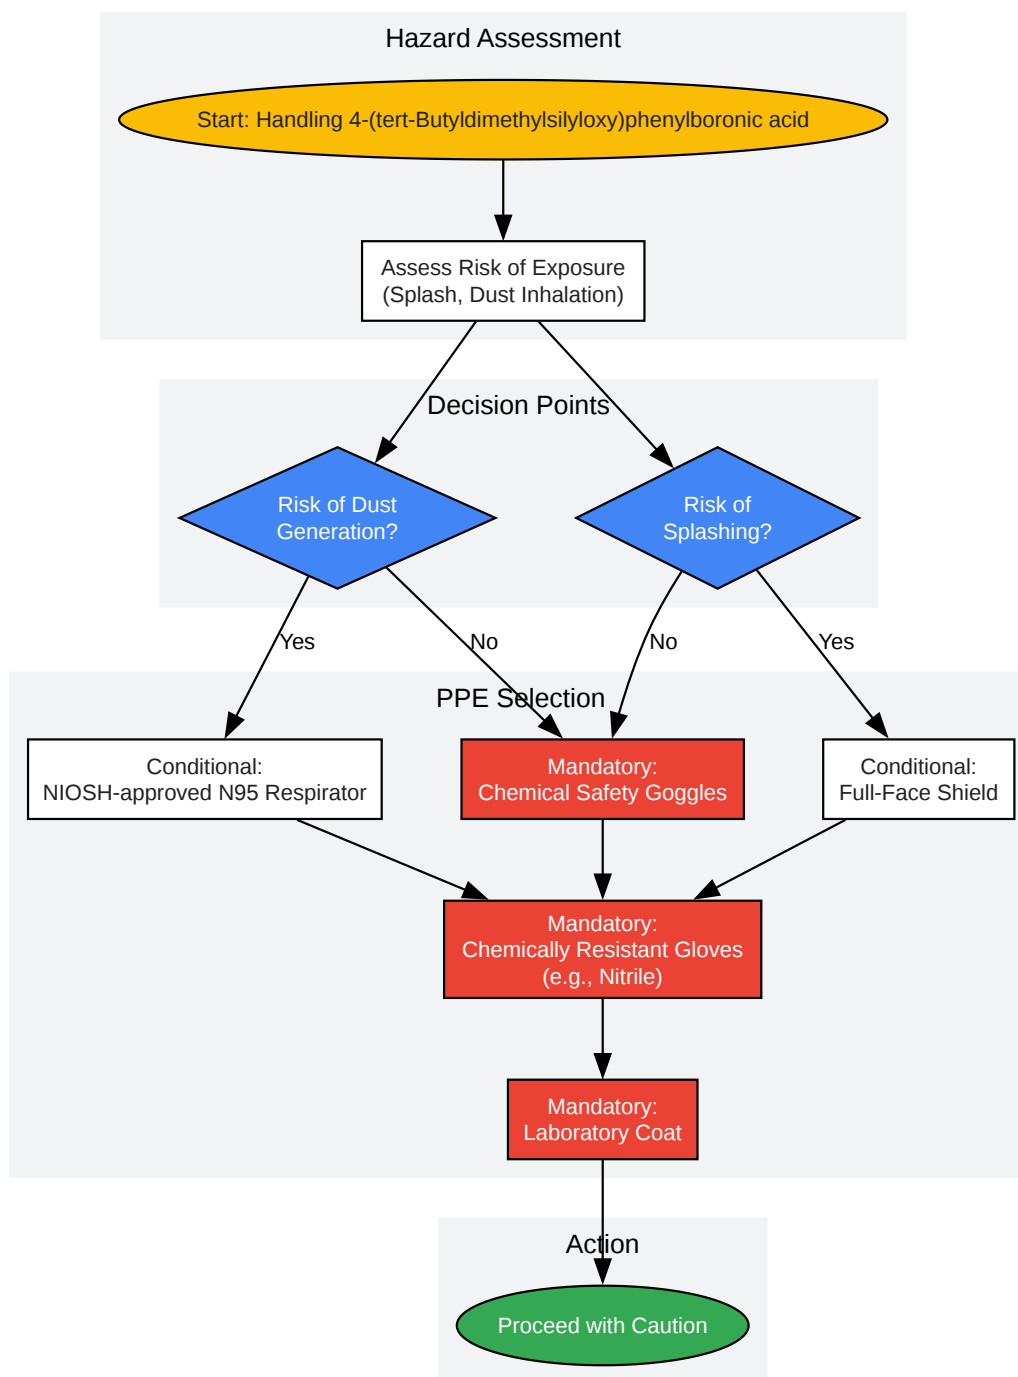 Hazard Assessment
Start: Handling 4-(tert-Butyldimethylsilyloxy)phenylboronic acid
Assess Risk of Exposure
(Splash, Dust Inhalation)
Decision Points
Risk of Dust
Generation?
Risk of
Splashing?
Yes
No
No
Yes
PPE Selection
Conditional:
NIOSH-approved N95 Respirator
Mandatory:
Chemical Safety Goggles
Conditional:
Full-Face Shield
Mandatory:
Chemically Resistant Gloves
(e.g., Nitrile)
Mandatory:
Laboratory Coat
Action
Proceed with Caution